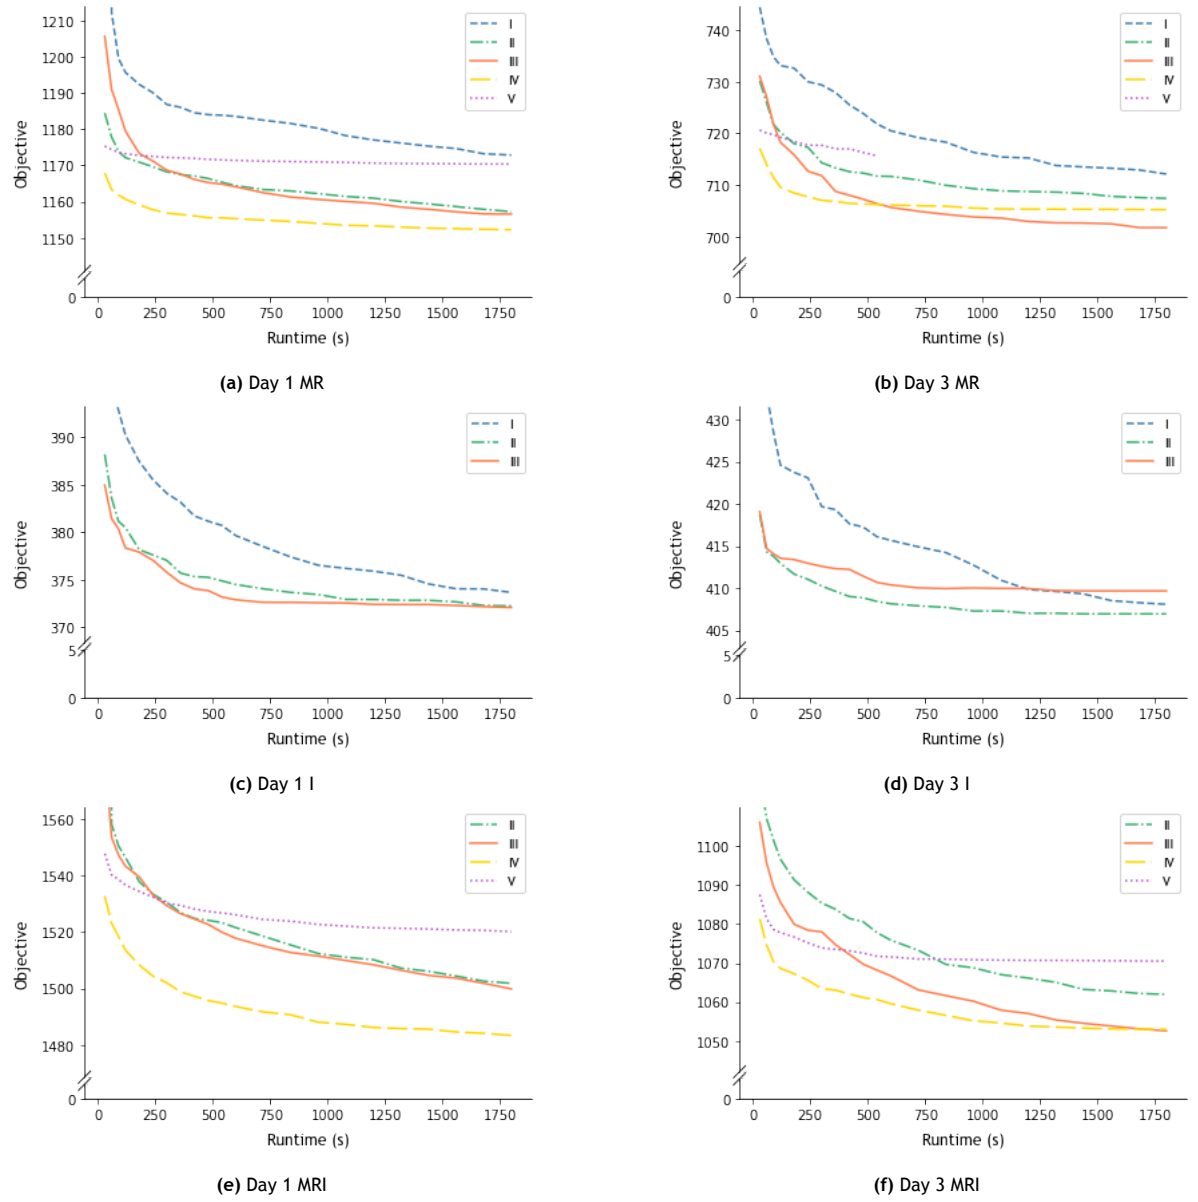 1210
1200
1190
1180
1170
1160
1150
0
Objective
0 250 500 750 1000 1250 1500 1750
Runtime (s)
I
II
III
IV
V
(a) Day 1 MR
740
730
720
710
700
0
Objective
0 250 500 750 1000 1250 1500 1750
Runtime (s)
I
II
III
IV
V
(b) Day 3 MR
390
385
380
375
370
5
0
Objective
0 250 500 750 1000 1250 1500 1750
Runtime (s)
I
II
III
(c) Day 1 I
430
425
420
415
410
405
5
0
Objective
0 250 500 750 1000 1250 1500 1750
Runtime (s)
I
II
III
(d) Day 3 I
1560
1540
1520
1500
1480
0
Objective
0 250 500 750 1000 1250 1500 1750
Runtime (s)
II
III
IV
V
(e) Day 1 MRI
1100
1090
1080
1070
1060
1050
0
Objective
0 250 500 750 1000 1250 1500 1750
Runtime (s)
II
III
IV
V
(f) Day 3 MRI